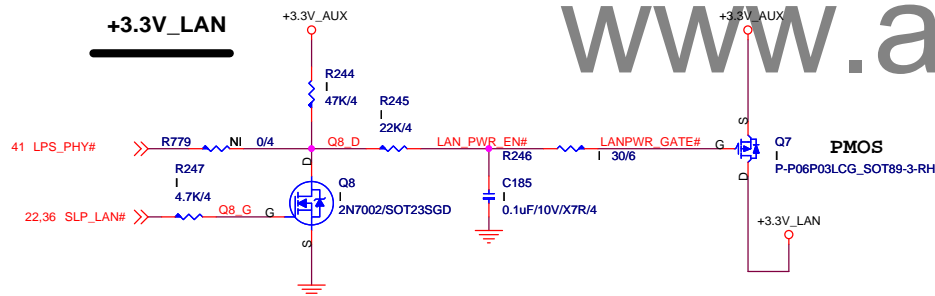 +3.3V_LAN
+3.3V_AUX
+3.3V_AUX
www.a
R244
I
47K/4
R245
I
22K/4
41 LPS_PHY#
R779
NI
0/4
Q8_D
LAN_PWR_EN#
R246
I
30/6
LANPWR_GATE#
G
S
D
Q7
I
PMOS
P-P06P03LCG_SOT89-3-RH
R247
I
4.7K/4
D
Q8
I
2N7002/SOT23SGD
C185
I
0.1uF/10V/X7R/4
22,36 SLP_LAN#
Q8_G
G
S
+3.3V_LAN